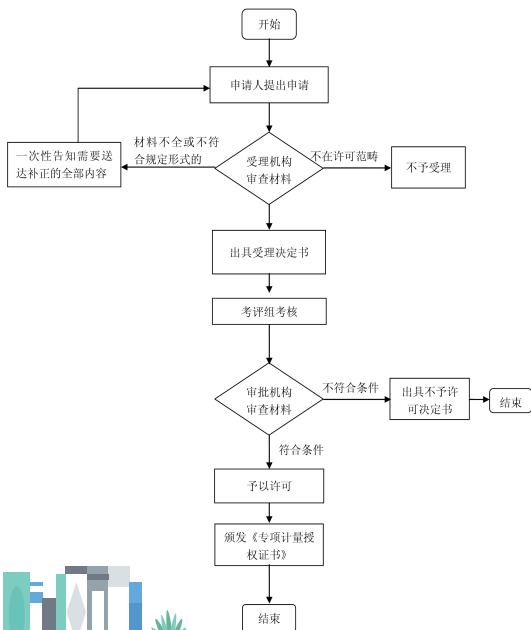 开始
申请人提出申请
材料不全或不符
合规定形式的
一次性告知需要送
达补正的全部内容
受理机构
审查材料
不在许可范畴
不予受理
出具受理决定书
考评组考核
审批机构
审查材料
不符合条件
出具不予许
可决定书
结束
符合条件
予以许可
颁发《专项计量授
权证书》
结束